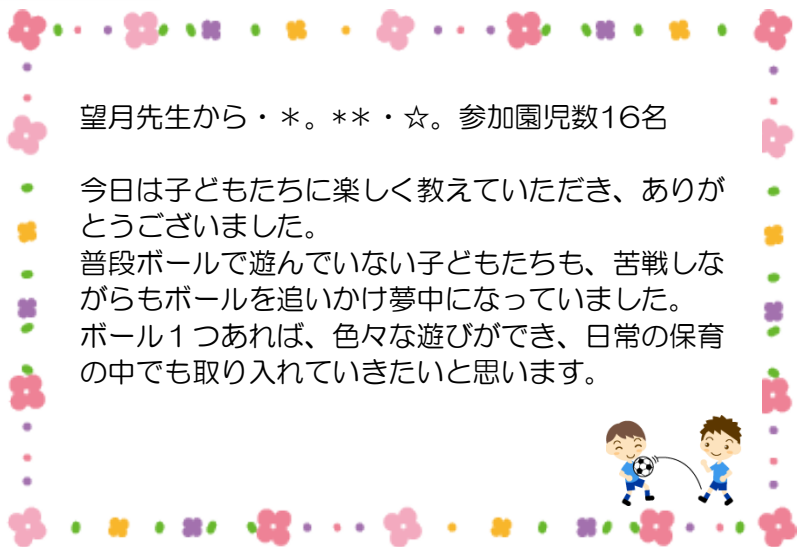 望月先生から・＊。**・☆。参加園児数16名
今日は子どもたちに楽しく教えていただき、ありが
とうございました。
普段ボールで遊んでいない子どもたちも、苦戦しな
がらもボールを追いかけ夢中になっていました。
ボール１つあれば、色々な遊びができ、日常の保育
の中でも取り入れていきたいと思います。